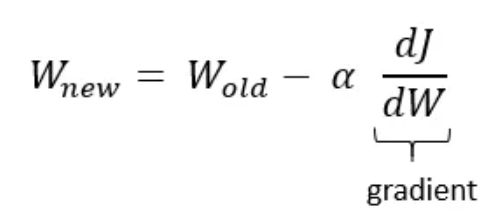 W_new = W_old − α dJ/dW
gradient